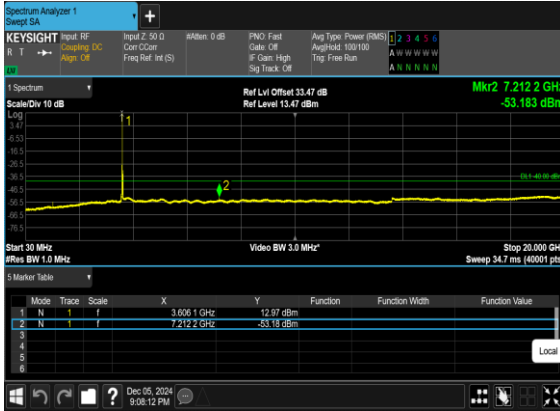 Spectrum Analyzer 1
Swept SA
+
KEYSIGHT Input: RF Input Z: 50 Ω #Atten: 0 dB PNO: Fast Avg Type: Power (RMS) 1 2 3 4 5 6
R T Coupling: DC Corr CCorr Gate: Off Avg|Hold: 100/100 A W W W W W
Align: Off Freq Ref: Int (S) IF Gain: High Trig: Free Run
Sig Track: Off A N N N N N
1 Spectrum Ref Lvl Offset 33.47 dB Mkr2 7.212 2 GHz
Scale/Div 10 dB Ref Level 13.47 dBm -53.183 dBm
Log
3.47
-6.53
-16.5
-26.5
-36.5
-46.5
-56.5
-66.5
-76.5
1
2
DL1 -40.00 dBm
Start 30 MHz Video BW 3.0 MHz* Stop 20.000 GH
#Res BW 1.0 MHz Sweep 34.7 ms (40001 pts
5 Marker Table
Mode Trace Scale X Y Function Function Width Function Value
1 N 1 f 3.606 1 GHz 12.97 dBm
2 N 1 f 7.212 2 GHz -53.18 dBm
3
4
5
6
Local
? Dec 05, 2024
9:08:12 PM